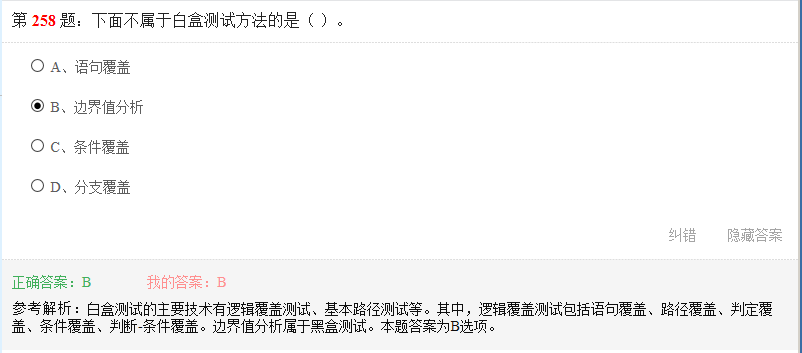 第 258 题：下面不属于白盒测试方法的是（ ）。
A、语句覆盖
B、边界值分析
C、条件覆盖
D、分支覆盖
纠错 隐藏答案
正确答案：B 我的答案：B
参考解析：白盒测试的主要技术有逻辑覆盖测试、基本路径测试等。其中，逻辑覆盖测试包括语句覆盖、路径覆盖、判定覆
盖、条件覆盖、判断-条件覆盖。边界值分析属于黑盒测试。本题答案为B选项。